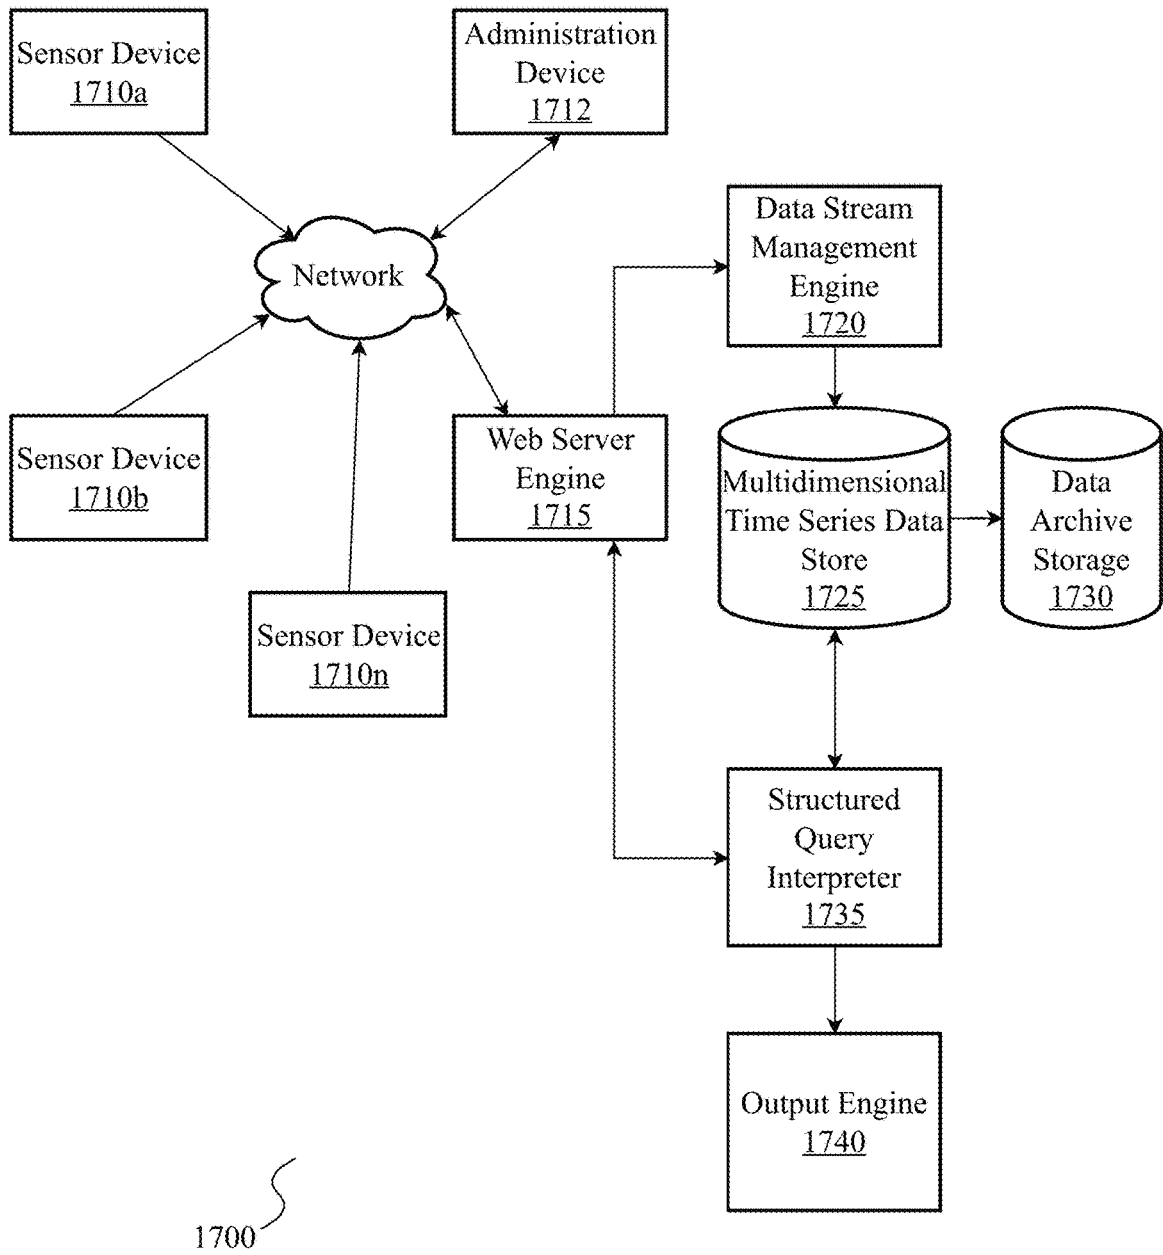 Sensor Device
1710a
Administration
Device
1712
Network
Data Stream
Management
Engine
1720
Sensor Device
1710b
Web Server
Engine
1715
Multidimensional
Time Series Data
Store
1725
Data
Archive
Storage
1730
Sensor Device
1710n
Structured
Query
Interpreter
1735
Output Engine
1740
1700